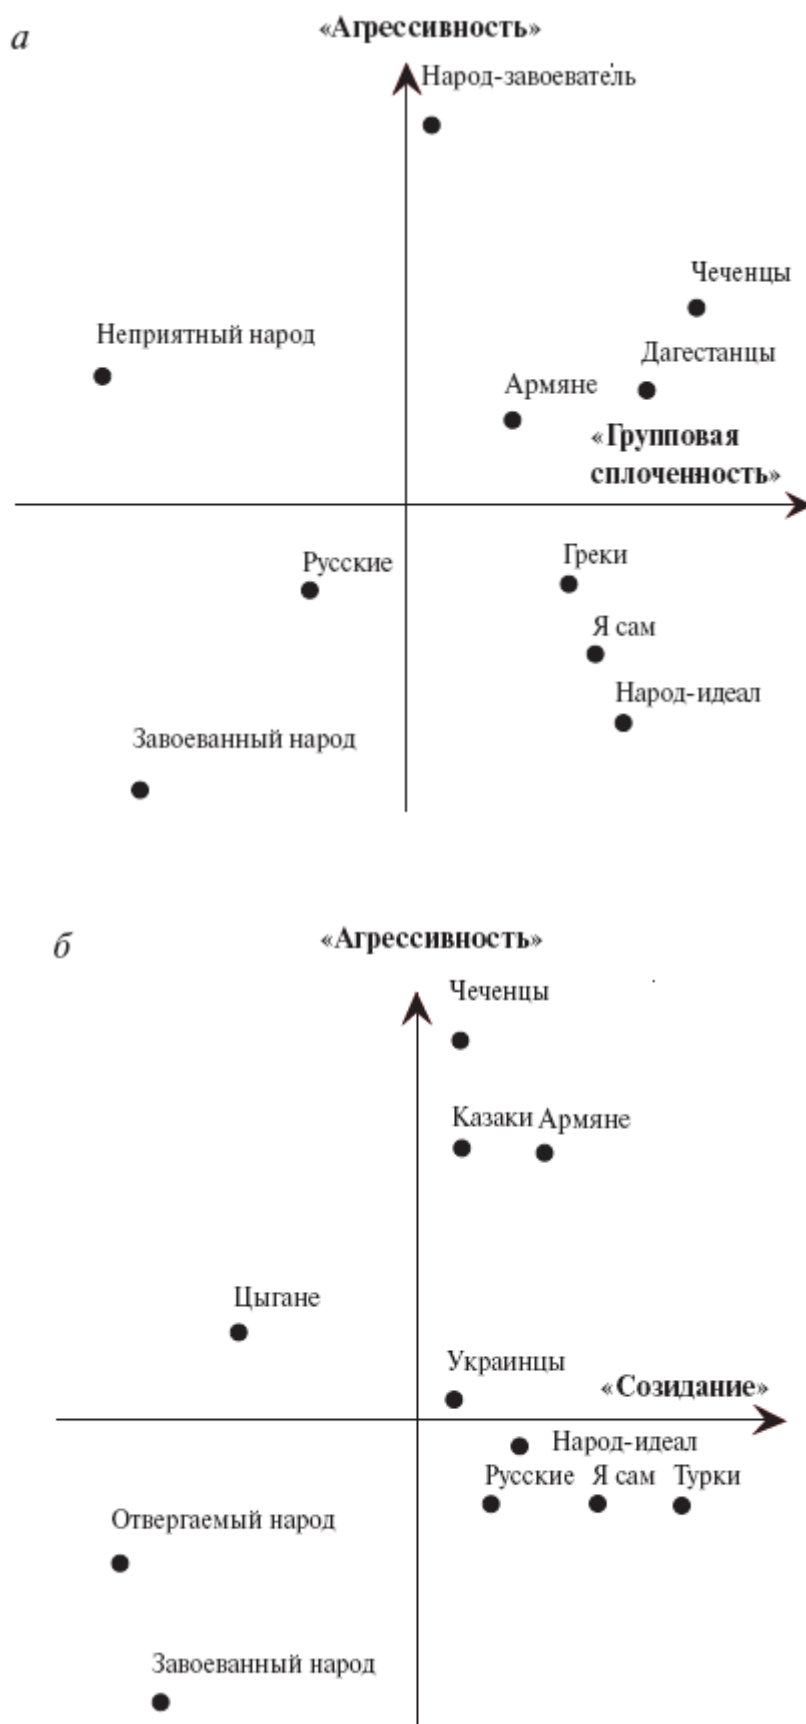 а
«Агрессивность»
Народ-завоеватель
Чеченцы
Неприятный народ
Дагестанцы
Армяне
«Групповая
сплоченность»
Русские
Греки
Я сам
Народ-идеал
Завоеванный народ
б
«Агрессивность»
Чеченцы
Казаки Армяне
Цыгане
Украинцы
«Созидание»
Народ-идеал
Русские Я сам Турки
Отвергаемый народ
Завоеванный народ